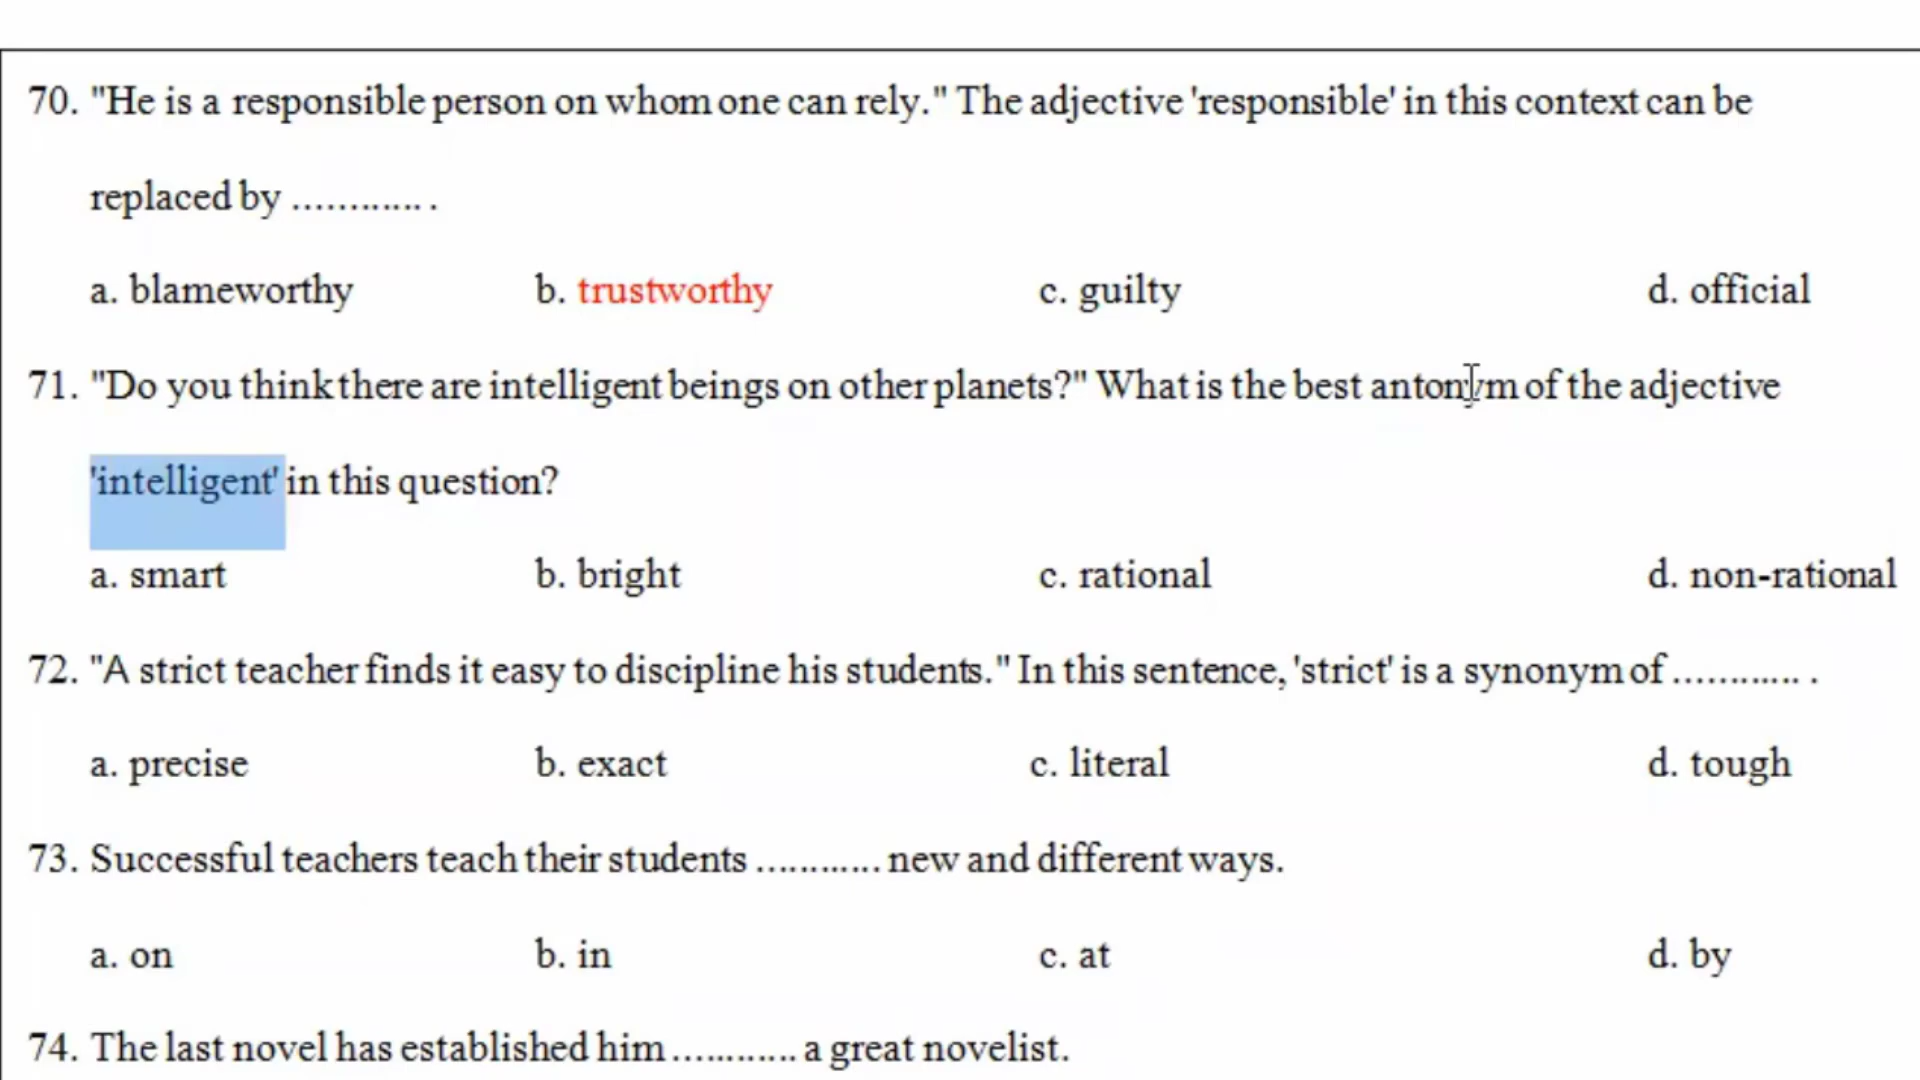 70. "He is a responsible person on whom one can rely." The adjective 'responsible' in this context can be
replaced by ............ .
a. blameworthy b. trustworthy c. guilty d. official
71. "Do you think there are intelligent beings on other planets?" What is the best antonym of the adjective
'intelligent' in this question?
a. smart b. bright c. rational d. non-rational
72. "A strict teacher finds it easy to discipline his students." In this sentence, 'strict' is a synonym of ............ .
a. precise b. exact c. literal d. tough
73. Successful teachers teach their students ............ new and different ways.
a. on b. in c. at d. by
74. The last novel has established him ............ a great novelist.